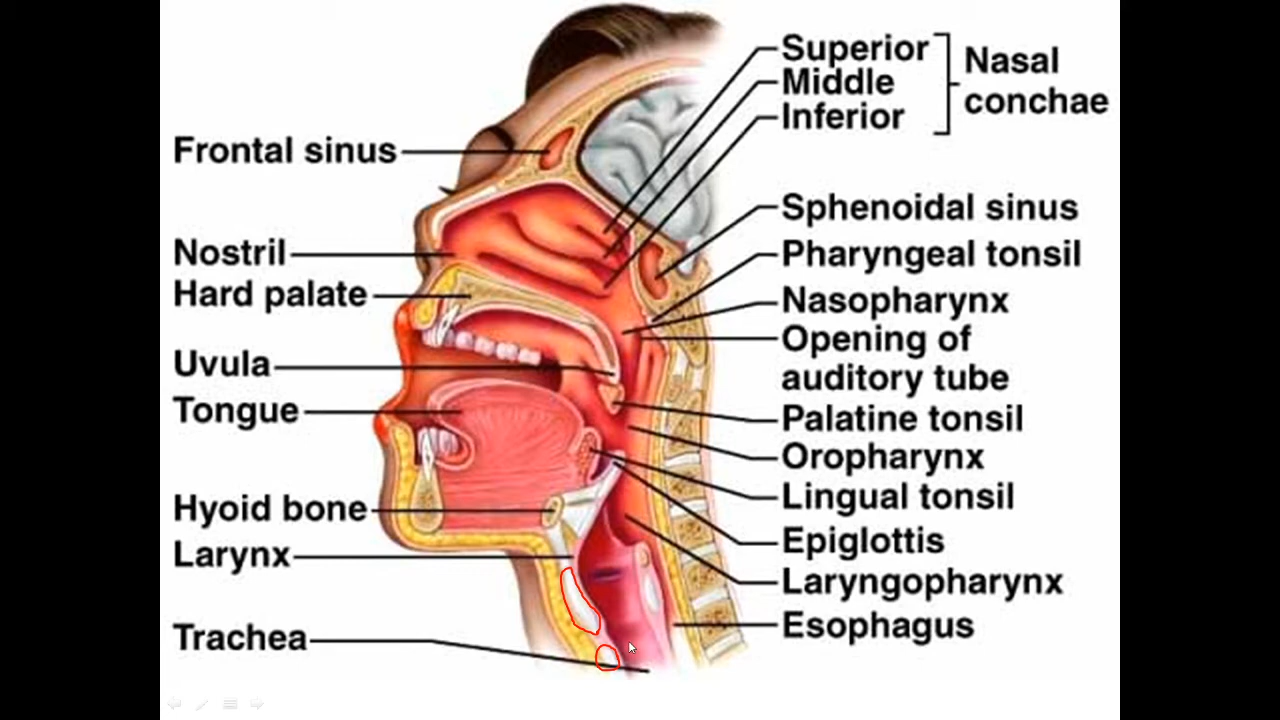 Superior
Middle
Inferior
Nasal
conchae
Frontal sinus
Sphenoidal sinus
Nostril
Pharyngeal tonsil
Hard palate
Nasopharynx
Opening of
auditory tube
Uvula
Tongue
Palatine tonsil
Oropharynx
Lingual tonsil
Hyoid bone
Epiglottis
Larynx
Laryngopharynx
Esophagus
Trachea